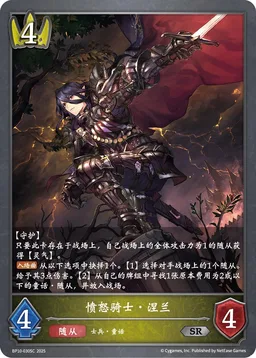 4
【守护】
只要此卡存在于战场上，自己战场上的全体攻击力为1的随从获得【灵气】。
入场曲 从以下选项中抉择1个。【1】选择对手战场上的1个随从，给予其3点伤害。【2】从自己的牌组中寻找1张原本费用为2或以下的童话·随从，并放入战场。
愤怒骑士·涅兰
4
随从
士兵·童话
SR
4
© Cygames, Inc. Published by NetEase Games